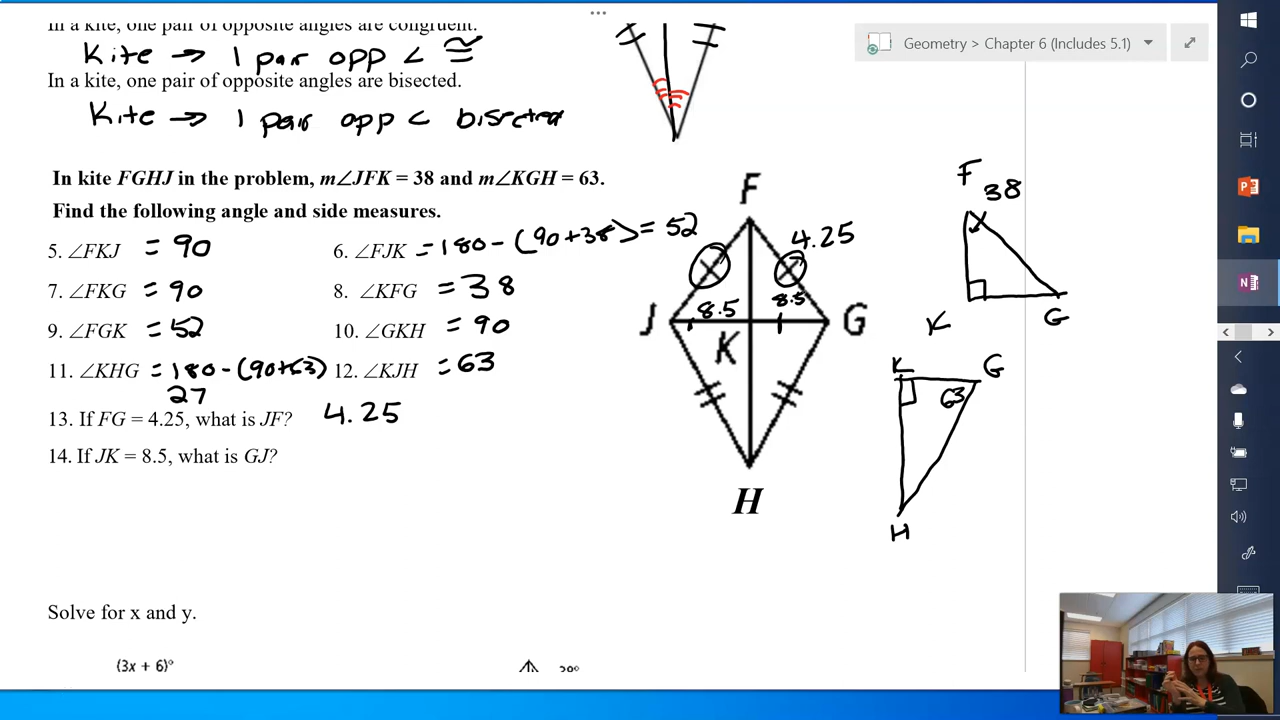 In a kite, one pair of opposite angles are congruent.
Kite → 1 pair opp < ≅
In a kite, one pair of opposite angles are bisected.
Kite → 1 pair opp < bisected
Geometry > Chapter 6 (Includes 5.1)
In kite FGHJ in the problem, m∠JFK = 38 and m∠KGH = 63.
Find the following angle and side measures.
5. ∠FKJ = 90 6. ∠FJK = 180 - (90+38) = 52
7. ∠FKG = 90 8. ∠KFG = 38
9. ∠FGK = 52 10. ∠GKH = 90
11. ∠KHG = 180 - (90+63) 12. ∠KJH = 63
27
13. If FG = 4.25, what is JF? 4.25
14. If JK = 8.5, what is GJ?
F
4.25
8.5 8.5
J G
K
H
F 38
K G
K G
63
H
Solve for x and y.
(3x + 6)°